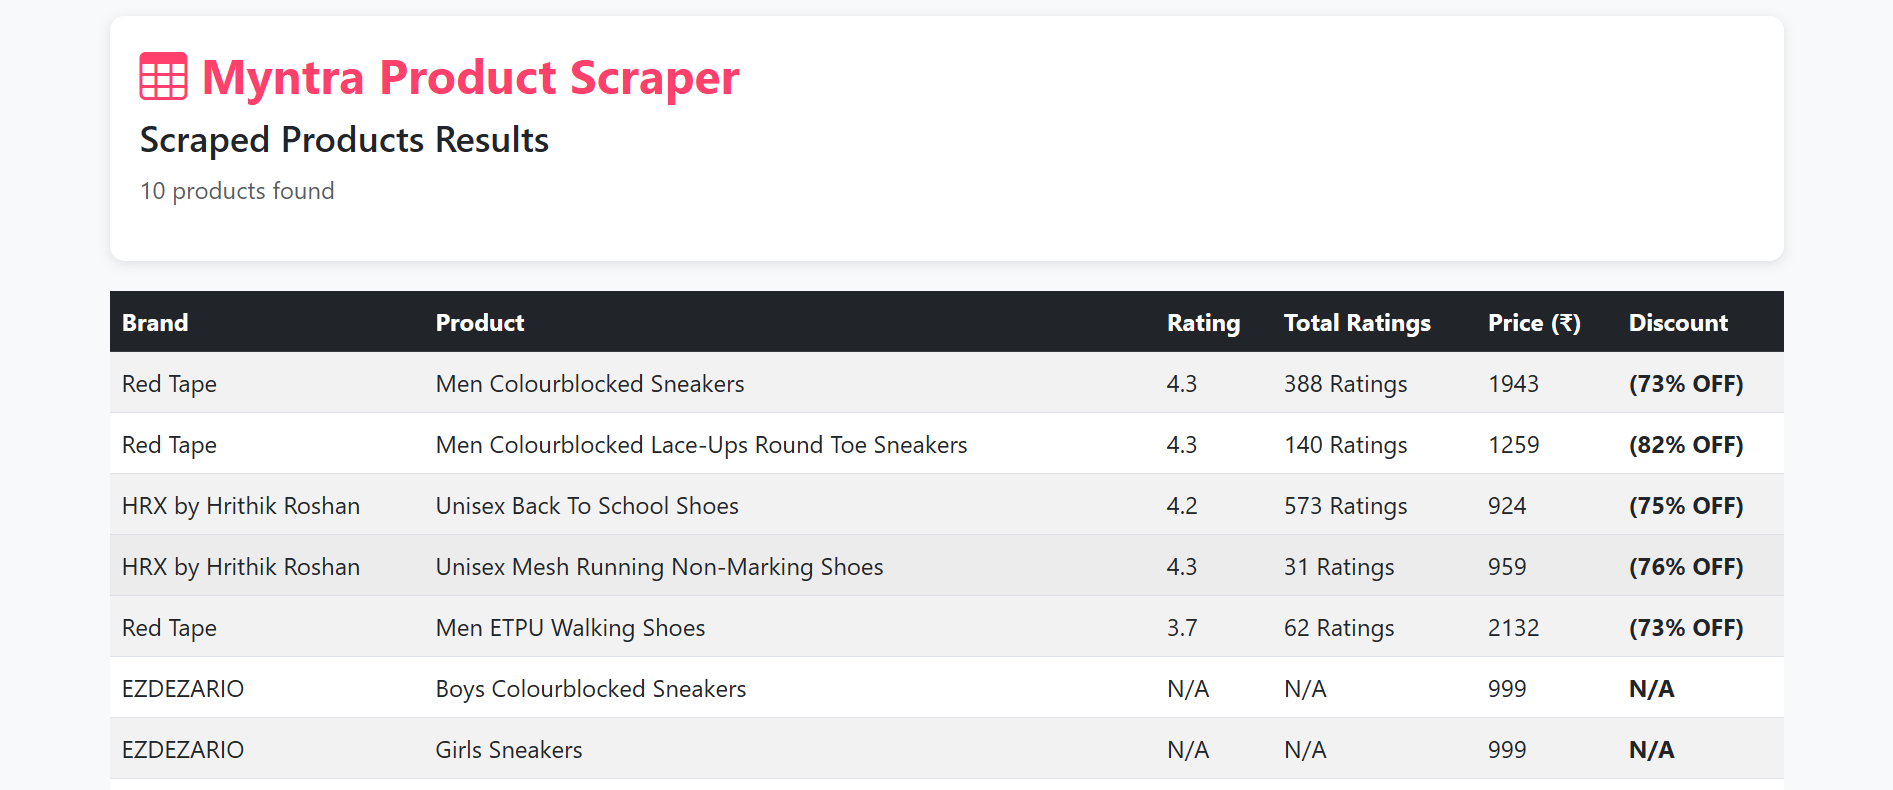 Myntra Product Scraper
Scraped Products Results
10 products found
Brand Product Rating Total Ratings Price (₹) Discount
Red Tape Men Colourblocked Sneakers 4.3 388 Ratings 1943 (73% OFF)
Red Tape Men Colourblocked Lace-Ups Round Toe Sneakers 4.3 140 Ratings 1259 (82% OFF)
HRX by Hrithik Roshan Unisex Back To School Shoes 4.2 573 Ratings 924 (75% OFF)
HRX by Hrithik Roshan Unisex Mesh Running Non-Marking Shoes 4.3 31 Ratings 959 (76% OFF)
Red Tape Men ETPU Walking Shoes 3.7 62 Ratings 2132 (73% OFF)
EZDEZARIO Boys Colourblocked Sneakers N/A N/A 999 N/A
EZDEZARIO Girls Sneakers N/A N/A 999 N/A